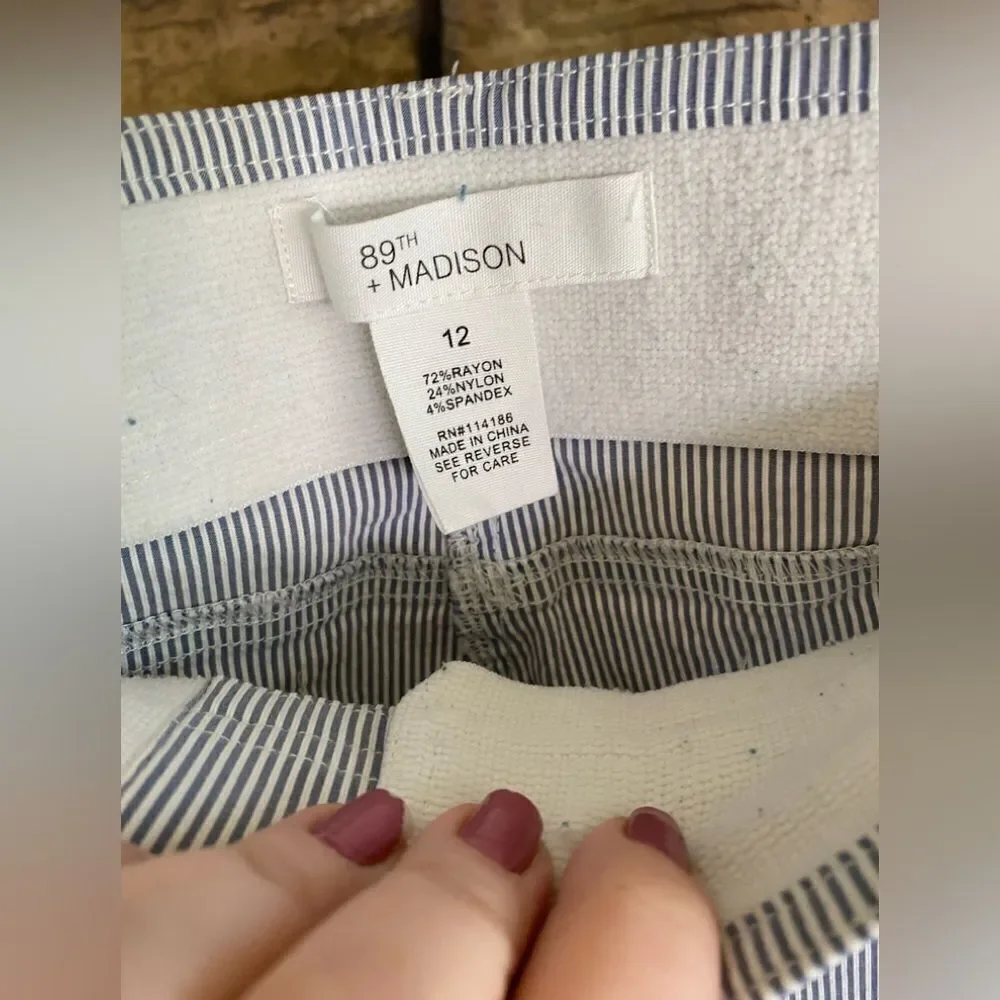 89TH
+ MADISON
12
72%RAYON
24%NYLON
4%SPANDEX
RN#114186
MADE IN CHINA
SEE REVERSE
FOR CARE